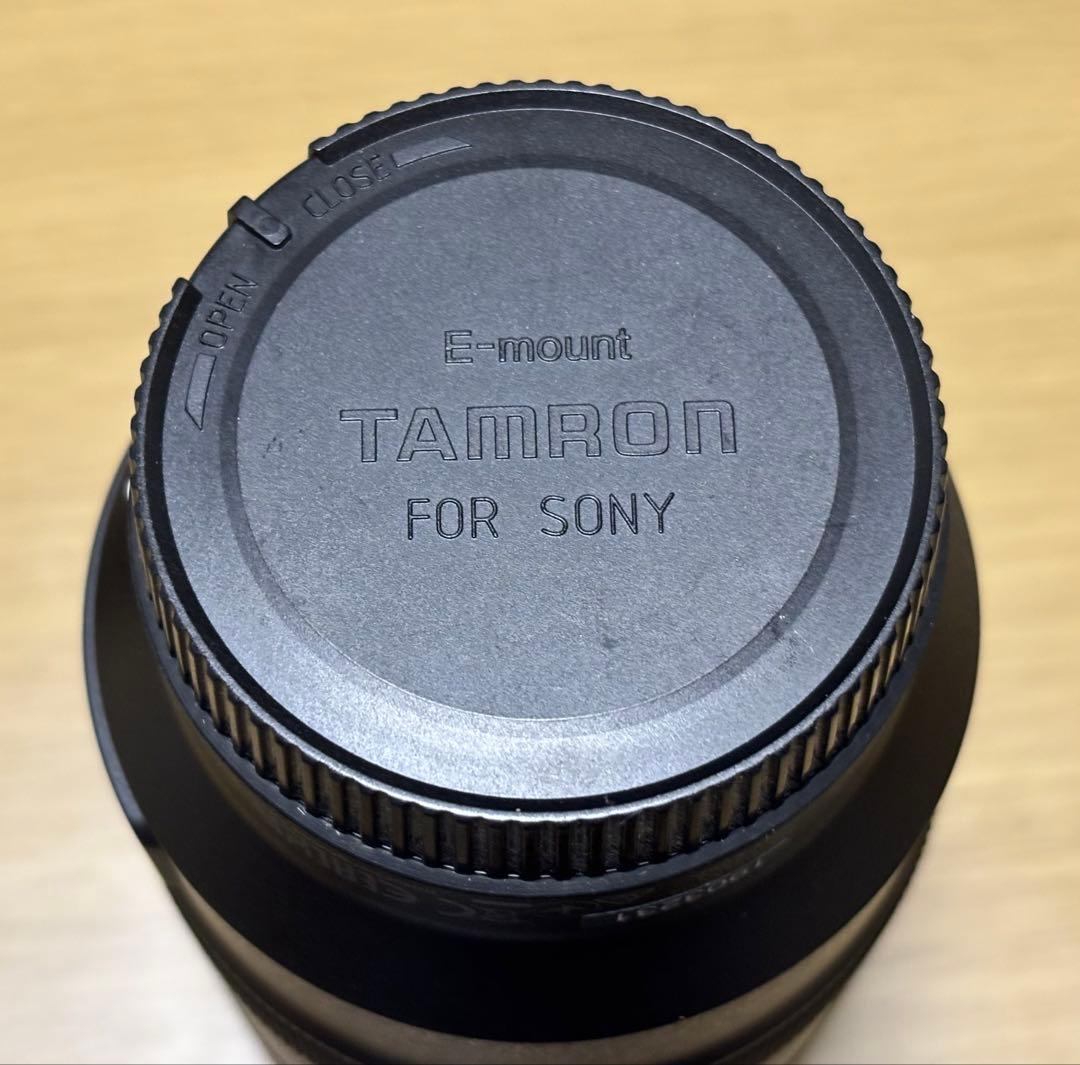 CLOSE
OPEN
E-mount
TAMRON
FOR SONY